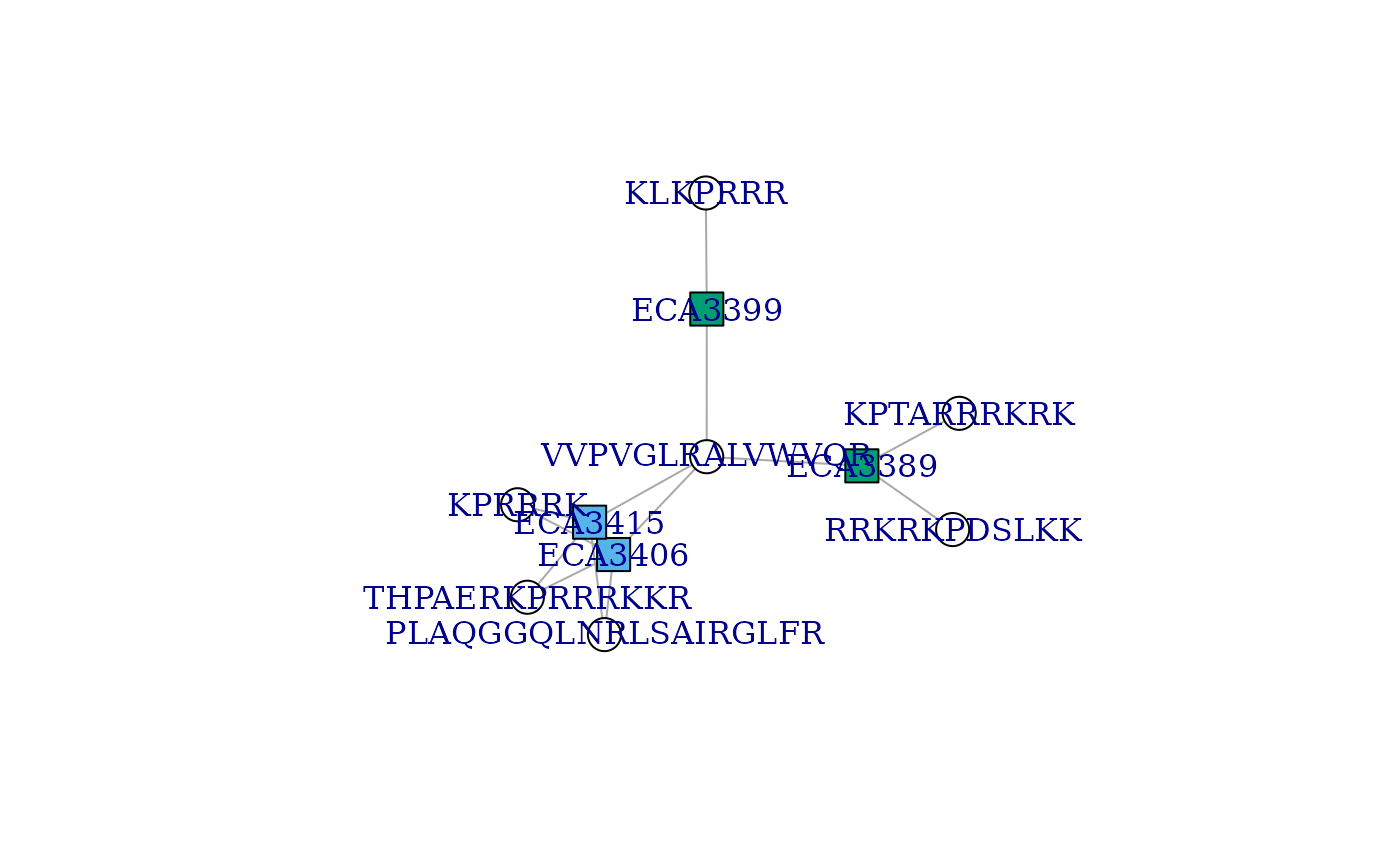 KLKPRRR
ECA3399
KPTARRRKRK
VVPVGLRALVWVQR
ECA3389
KPRRRK
ECA3415
RRKRKPDSLKK
ECA3406
THPAERKPRRRKKR
PLAQGGQLNRLSAIRGLFR